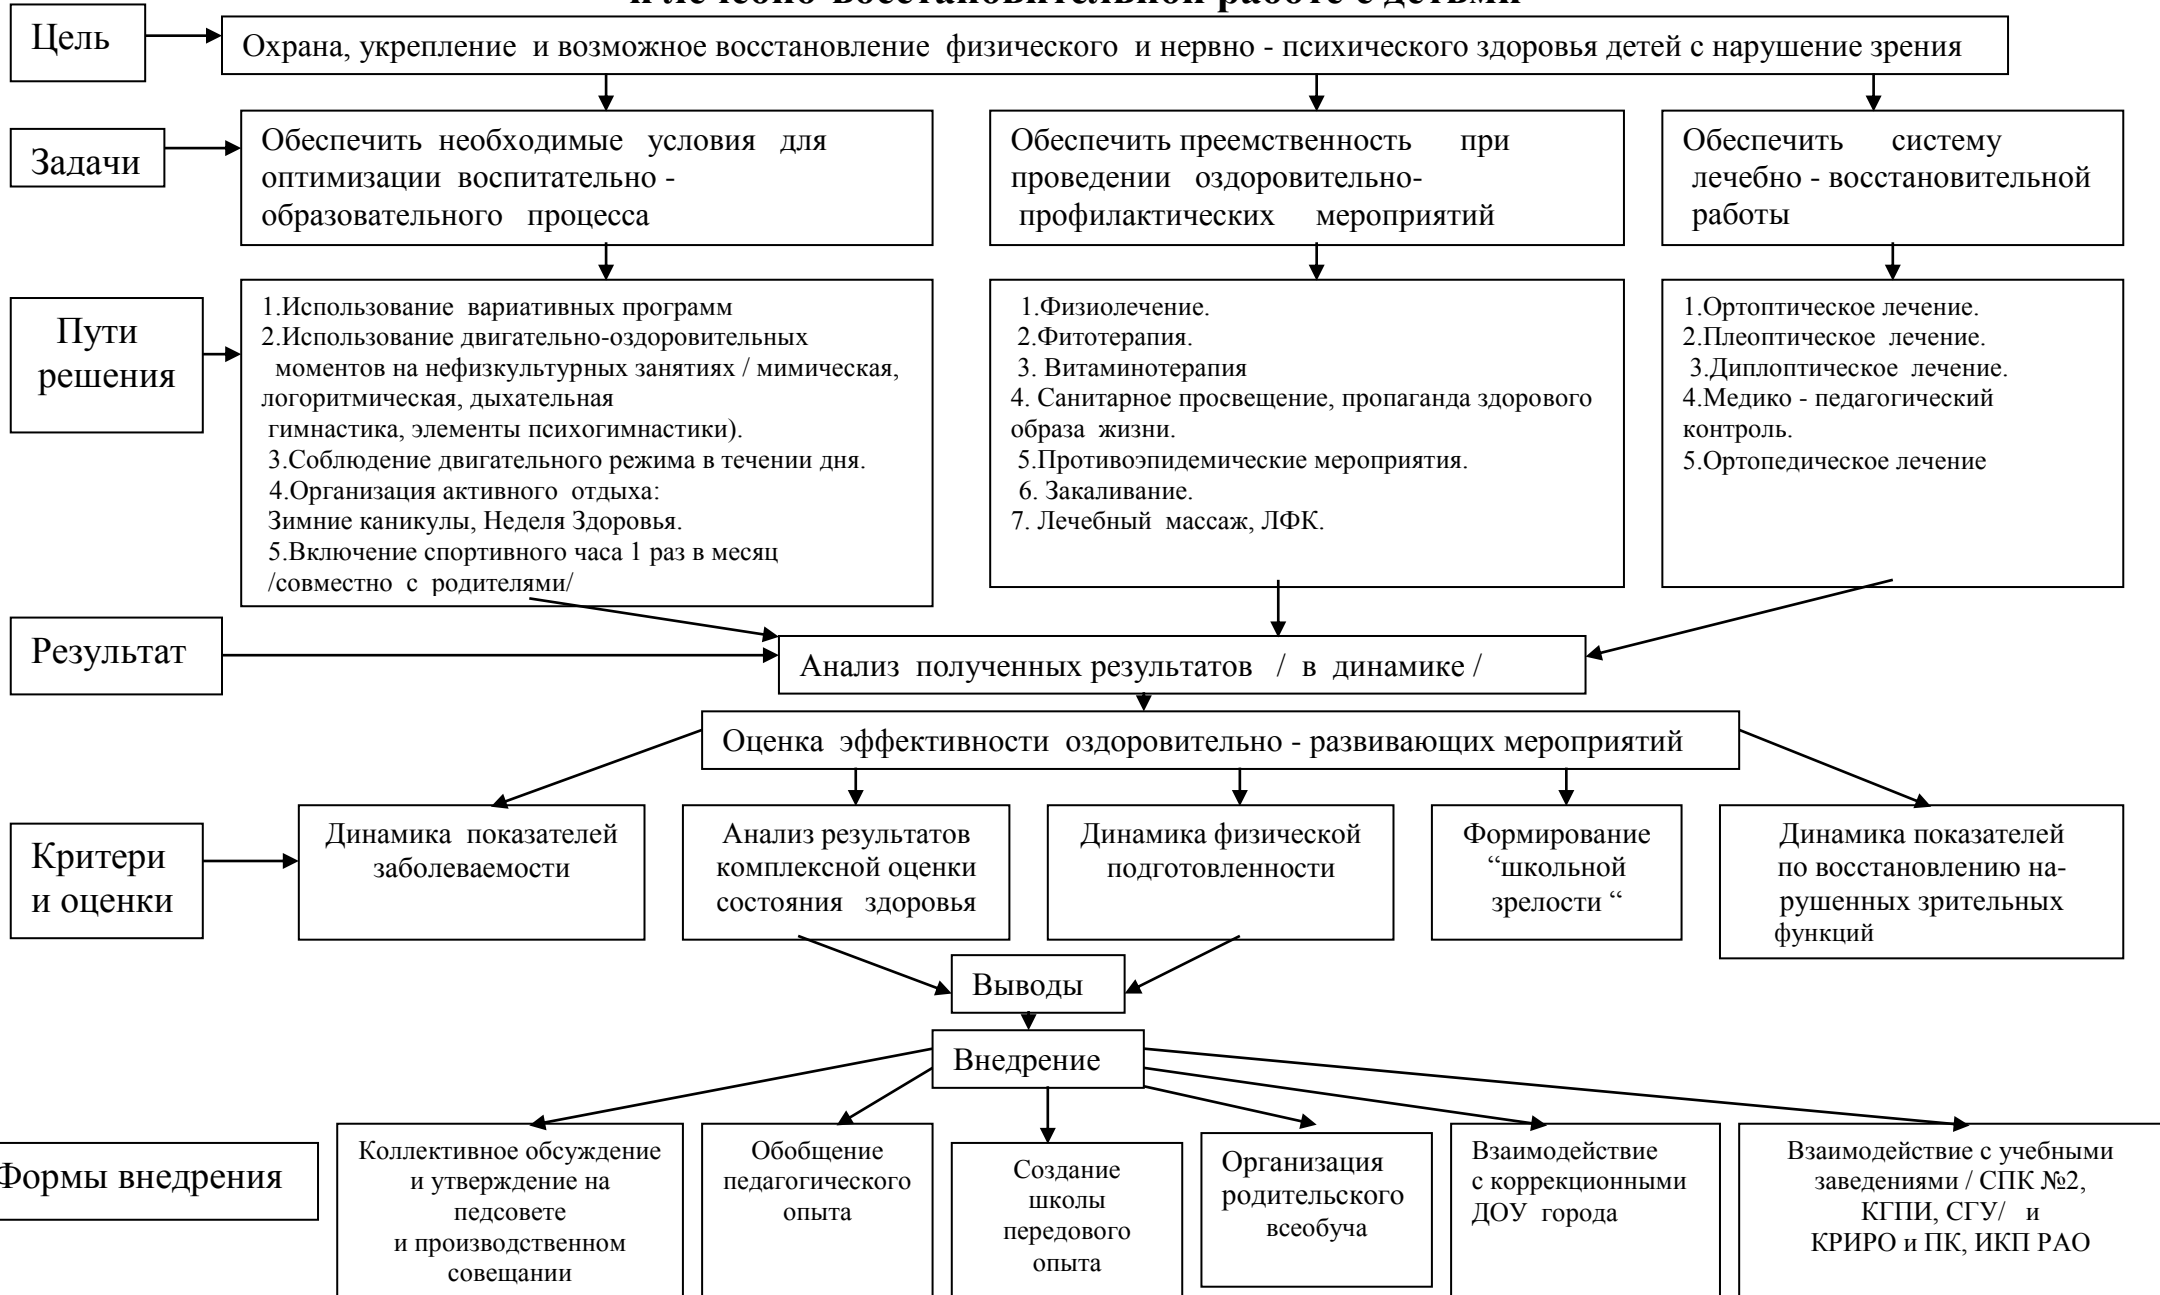 и лечебно-восстановительной работе с детьми
Цель
Охрана, укрепление и возможное восстановление физического и нервно - психического здоровья детей с нарушение зрения
Задачи
Обеспечить необходимые условия для
оптимизации воспитательно -
образовательного процесса
Обеспечить преемственность при
проведении оздоровительно-
профилактических мероприятий
Обеспечить систему
лечебно - восстановительной
работы
Пути
решения
1.Использование вариативных программ
2.Использование двигательно-оздоровительных
моментов на нефизкультурных занятиях / мимическая,
логоритмическая, дыхательная
гимнастика, элементы психогимнастики).
3.Соблюдение двигательного режима в течении дня.
4.Организация активного отдыха:
Зимние каникулы, Неделя Здоровья.
5.Включение спортивного часа 1 раз в месяц
/совместно с родителями/
1.Физиолечение.
2.Фитотерапия.
3. Витаминотерапия
4. Санитарное просвещение, пропаганда здорового
образа жизни.
5.Противоэпидемические мероприятия.
6. Закаливание.
7. Лечебный массаж, ЛФК.
1.Ортоптическое лечение.
2.Плеоптическое лечение.
3.Диплоптическое лечение.
4.Медико - педагогический
контроль.
5.Ортопедическое лечение
Результат
Анализ полученных результатов / в динамике /
Оценка эффективности оздоровительно - развивающих мероприятий
Критери
и оценки
Динамика показателей
заболеваемости
Анализ результатов
комплексной оценки
состояния здоровья
Динамика физической
подготовленности
Формирование
“школьной
зрелости “
Динамика показателей
по восстановлению на-
рушенных зрительных
функций
Выводы
Внедрение
Формы внедрения
Коллективное обсуждение
и утверждение на
педсовете
и производственном
совещании
Обобщение
педагогического
опыта
Создание
школы
передового
опыта
Организация
родительского
всеобуча
Взаимодействие
с коррекционными
ДОУ города
Взаимодействие с учебными
заведениями / СПК №2,
КГПИ, СГУ/ и
КРИРО и ПК, ИКП РАО